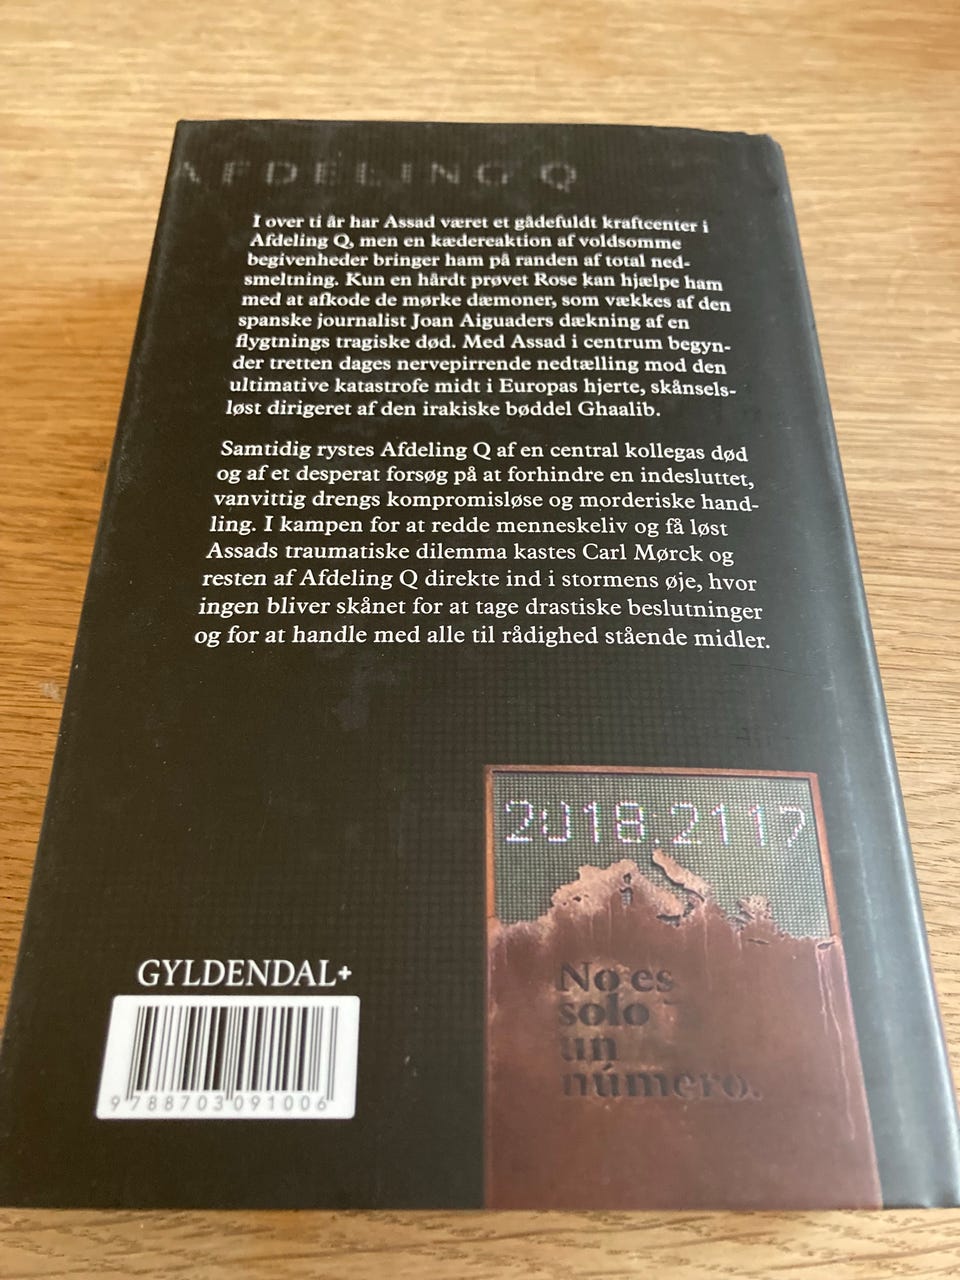 AFDELING Q
I over ti år har Assad været et gådefuldt kraftcenter i
Afdeling Q, men en kædereaktion af voldsomme
begivenheder bringer ham på randen af total ned-
smeltning. Kun en hårdt prøvet Rose kan hjælpe ham
med at afkode de mørke dæmoner, som vækkes af den
spanske journalist Joan Aiguaders dækning af en
flygtnings tragiske død. Med Assad i centrum begyn-
der tretten dages nervepirrende nedtælling mod den
ultimative katastrofe midt i Europas hjerte, skånsels-
løst dirigeret af den irakiske bøddel Ghaalib.
Samtidig rystes Afdeling Q af en central kollegas død
og af et desperat forsøg på at forhindre en indesluttet,
vanvittig drengs kompromisløse og morderiske hand-
ling. I kampen for at redde menneskeliv og få løst
Assads traumatiske dilemma kastes Carl Mørck og
resten af Afdeling Q direkte ind i stormens øje, hvor
ingen bliver skånet for at tage drastiske beslutninger
og for at handle med alle til rådighed stående midler.
2018:2117
No es
solo
un
número.
GYLDENDAL+
9 788703 091006